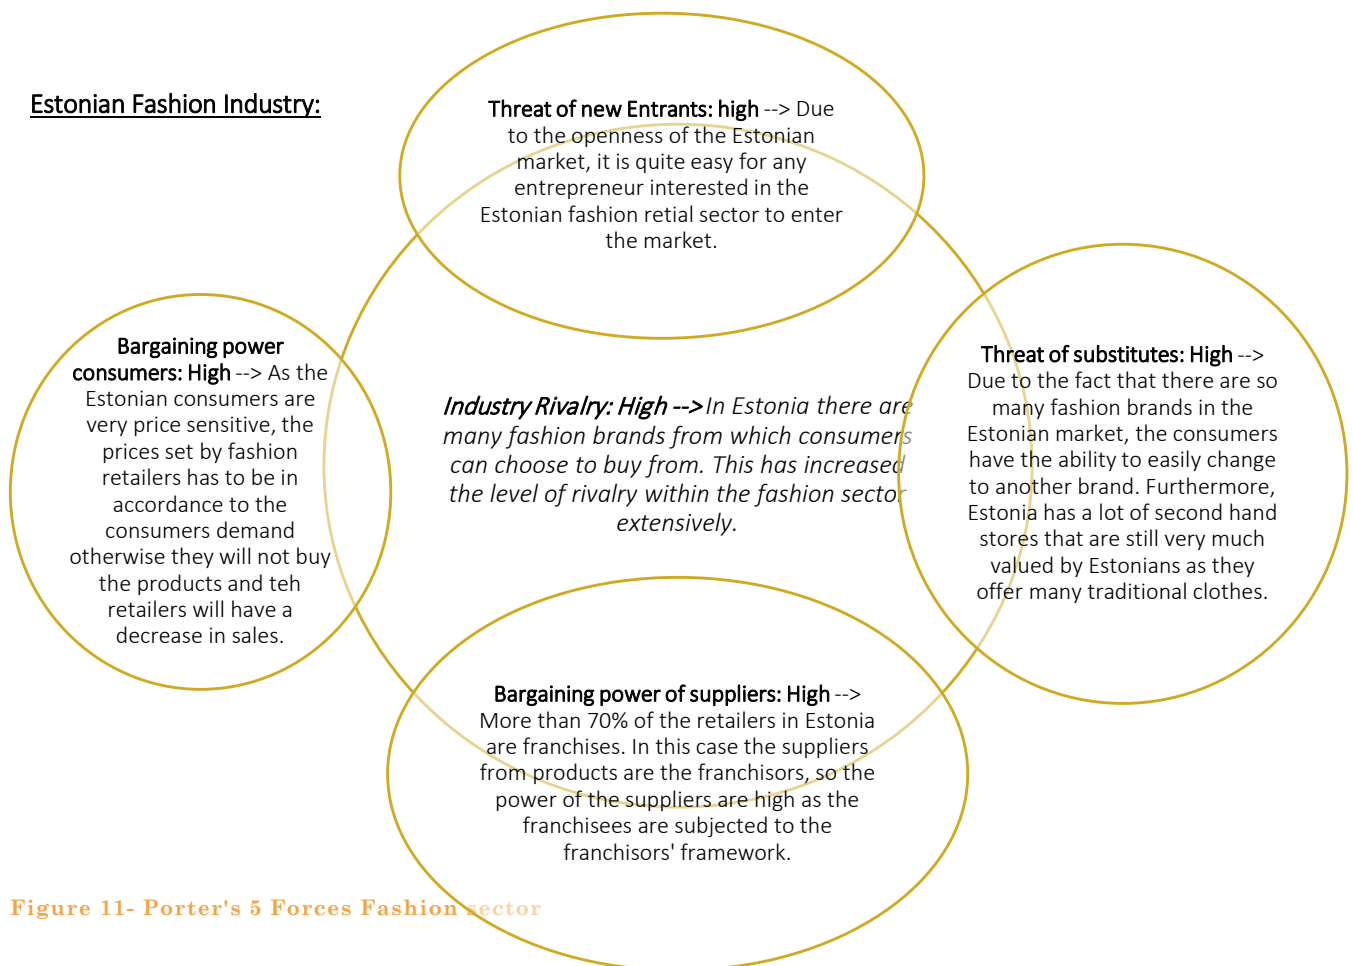 Estonian Fashion Industry:
Threat of new Entrants: high --> Due
to the openness of the Estonian
market, it is quite easy for any
entrepreneur interested in the
Estonian fashion retial sector to enter
the market.
Bargaining power
consumers: High --> As the
Estonian consumers are
very price sensitive, the
prices set by fashion
retailers has to be in
accordance to the
consumers demand
otherwise they will not buy
the products and teh
retailers will have a
decrease in sales.
Industry Rivalry: High --> In Estonia there are
many fashion brands from which consumers
can choose to buy from. This has increased
the level of rivalry within the fashion sector
extensively.
Threat of substitutes: High -->
Due to the fact that there are so
many fashion brands in the
Estonian market, the consumers
have the ability to easily change
to another brand. Furthermore,
Estonia has a lot of second hand
stores that are still very much
valued by Estonians as they
offer many traditional clothes.
Bargaining power of suppliers: High -->
More than 70% of the retailers in Estonia
are franchises. In this case the suppliers
from products are the franchisors, so the
power of the suppliers are high as the
franchisees are subjected to the
franchisors' framework.
Figure 11- Porter's 5 Forces Fashion sector